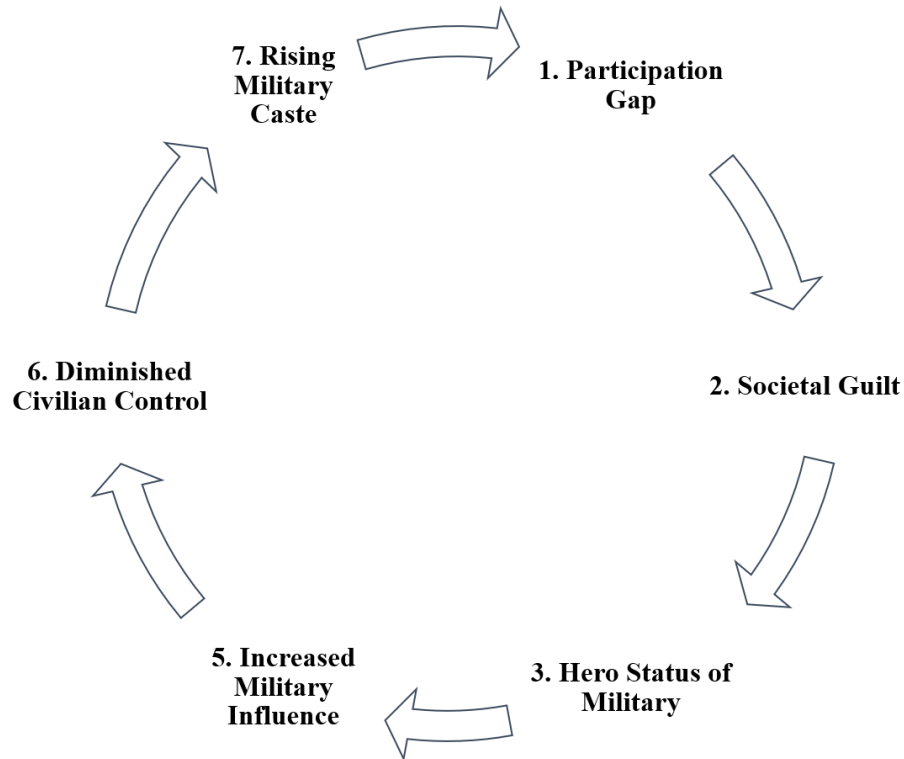 1. Participation
Gap
2. Societal Guilt
3. Hero Status of
Military
5. Increased
Military
Influence
6. Diminished
Civilian Control
7. Rising
Military
Caste